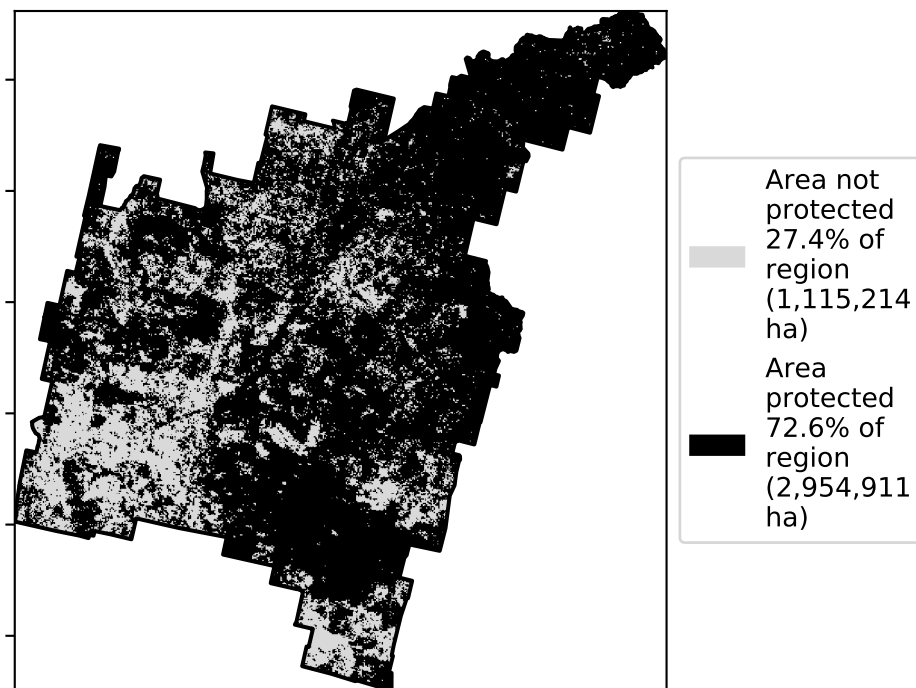 Area not
protected
27.4% of
region
(1,115,214
ha)
Area
protected
72.6% of
region
(2,954,911
ha)